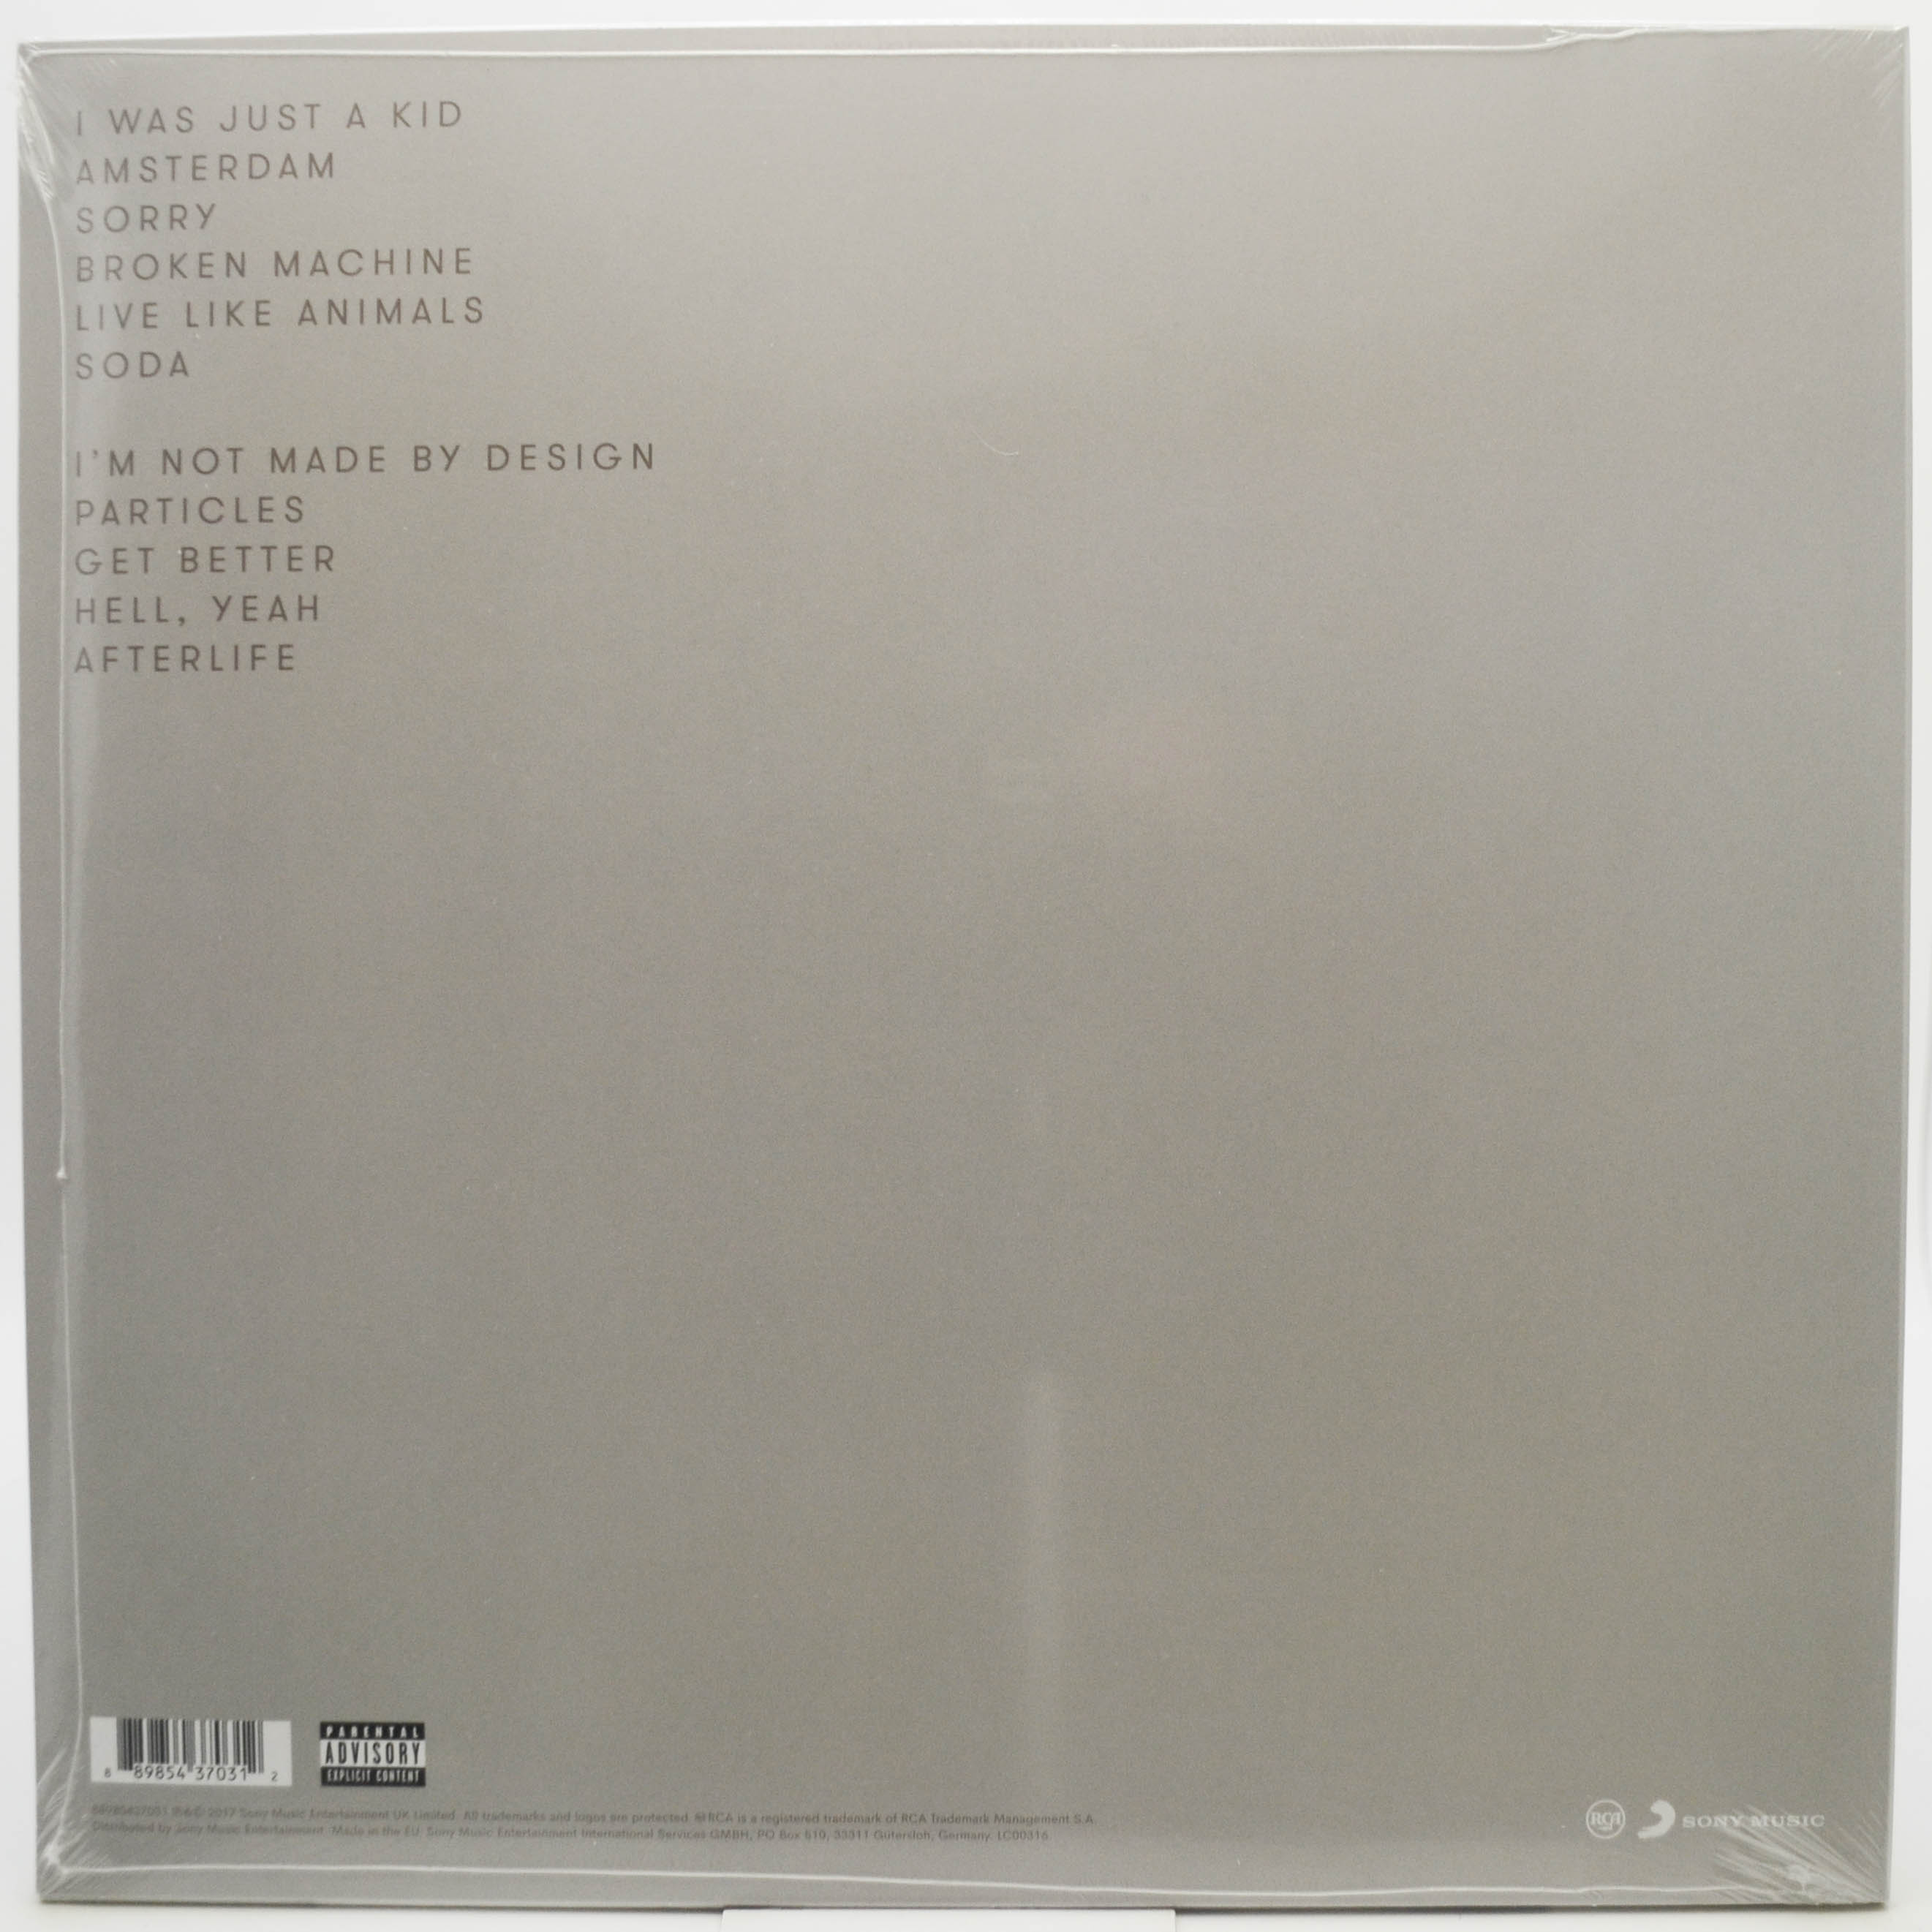 I WAS JUST A KID
AMSTERDAM
SORRY
BROKEN MACHINE
LIVE LIKE ANIMALS
SODA
I'M NOT MADE BY DESIGN
PARTICLES
GET BETTER
HELL, YEAH
AFTERLIFE
8 89854 37031 2
PARENTAL
ADVISORY
EXPLICIT CONTENT
88985437031 ℗&© 2017 Sony Music Entertainment UK Limited. All trademarks and logos are protected. ®RCA is a registered trademark of RCA Trademark Management S.A.
Distributed by Sony Music Entertainment. Made in the EU. Sony Music Entertainment International Services GMBH, PO Box 510, 33311 Gütersloh, Germany. LC00316
RCA SONY MUSIC